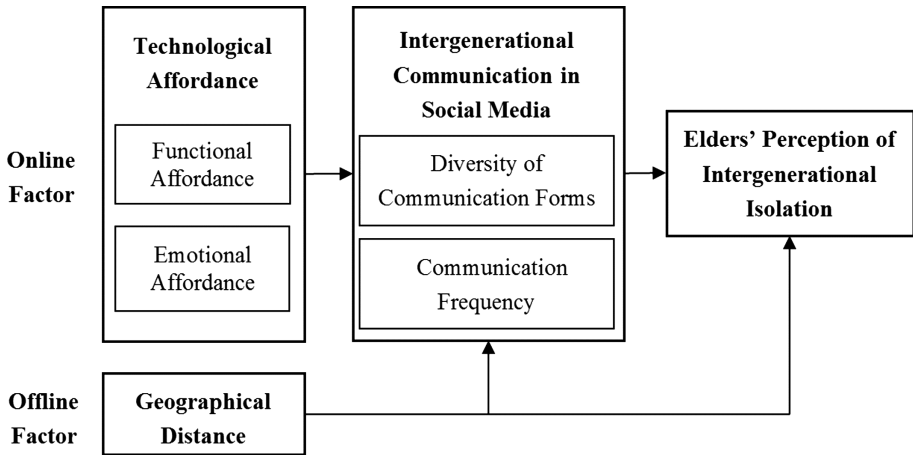 Technological
Affordance
Functional
Affordance
Emotional
Affordance
Intergenerational
Communication in
Social Media
Diversity of
Communication Forms
Communication
Frequency
Elders’ Perception of
Intergenerational
Isolation
Online
Factor
Offline
Factor
Geographical
Distance